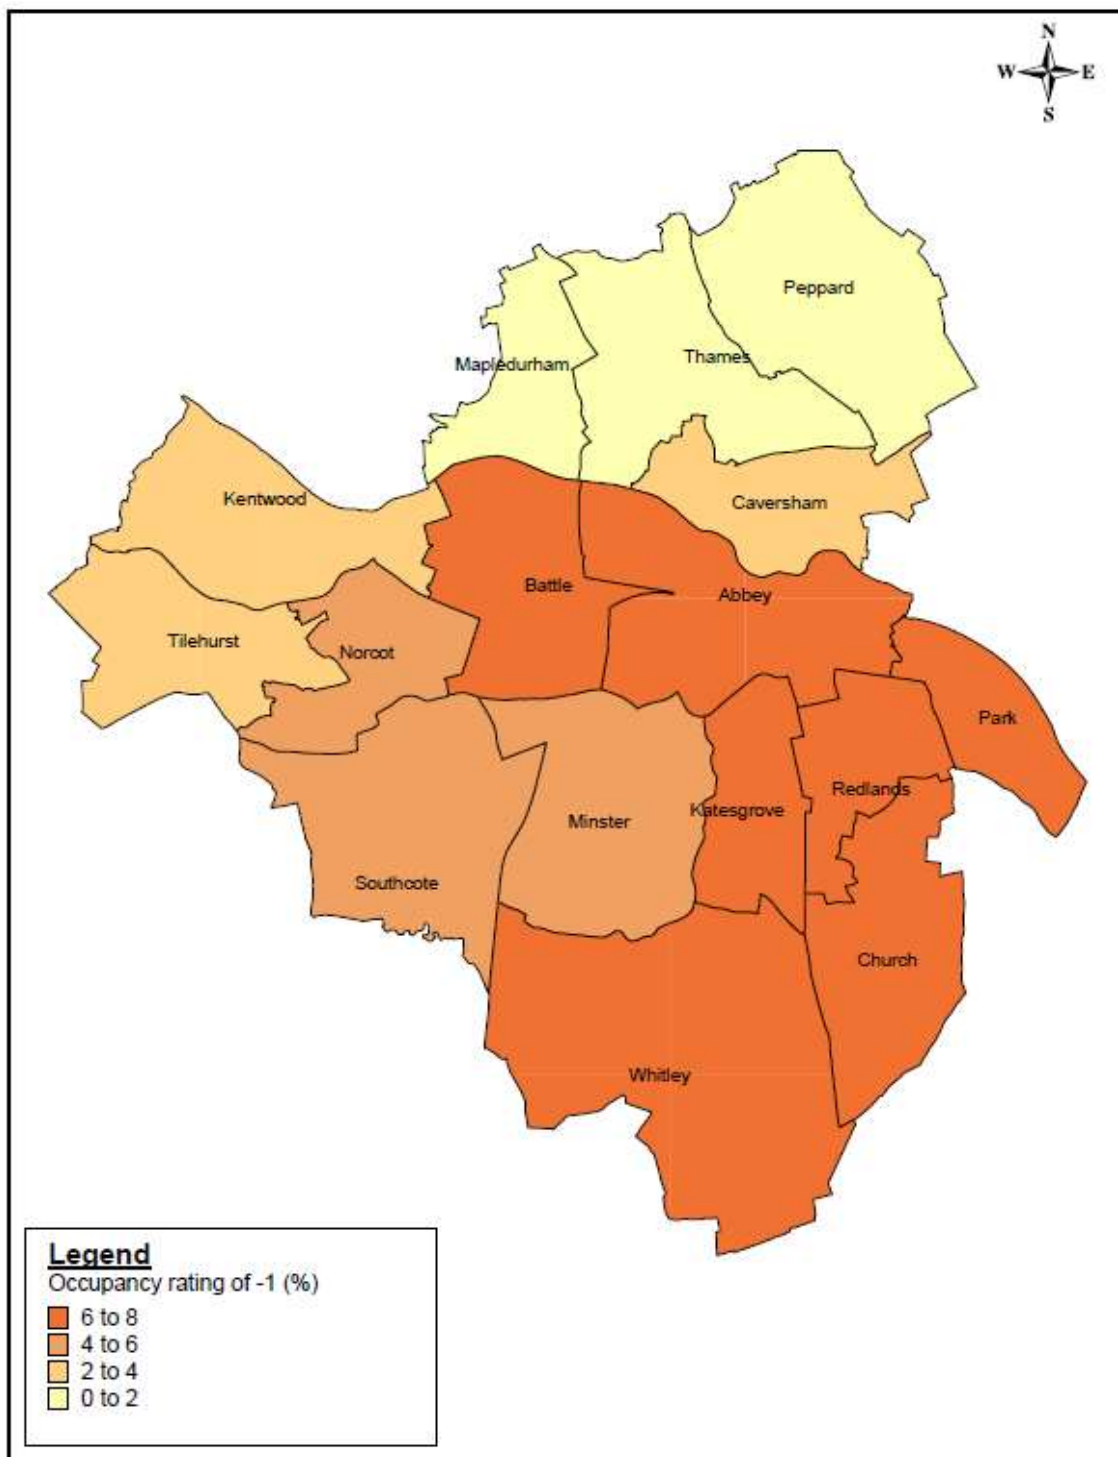 N
W E
S
Peppard
Thames
Mapledurham
Kentwood
Caversham
Battle
Abbey
Tilehurst
Norcot
Park
Redlands
Katesgrove
Minster
Southcote
Church
Whitley
Legend
Occupancy rating of -1 (%)
6 to 8
4 to 6
2 to 4
0 to 2